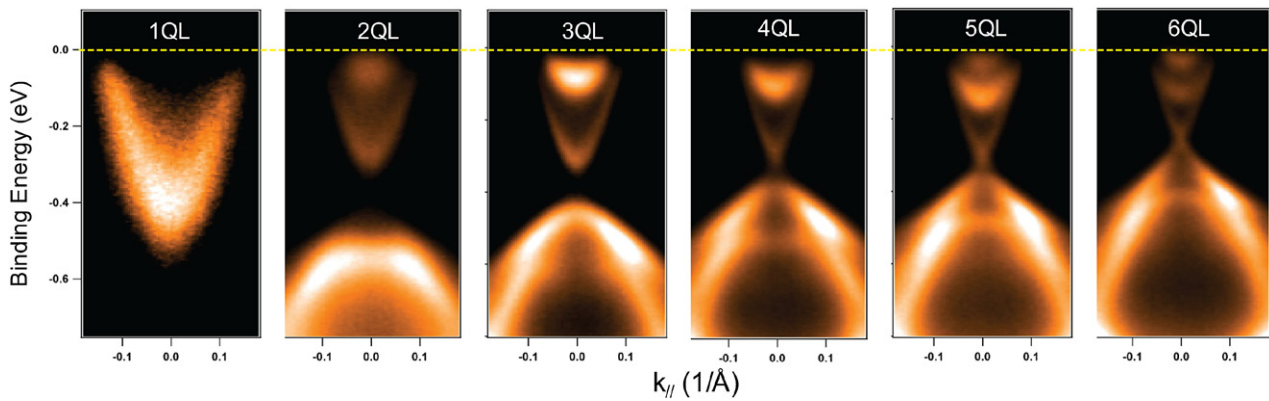 1QL 2QL 3QL 4QL 5QL 6QL
0.0
-0.2
-0.4
-0.6
Binding Energy (eV)
-0.1 0.0 0.1 -0.1 0.0 0.1 -0.1 0.0 0.1 -0.1 0.0 0.1 -0.1 0.0 0.1 -0.1 0.0 0.1
k// (1/Å)